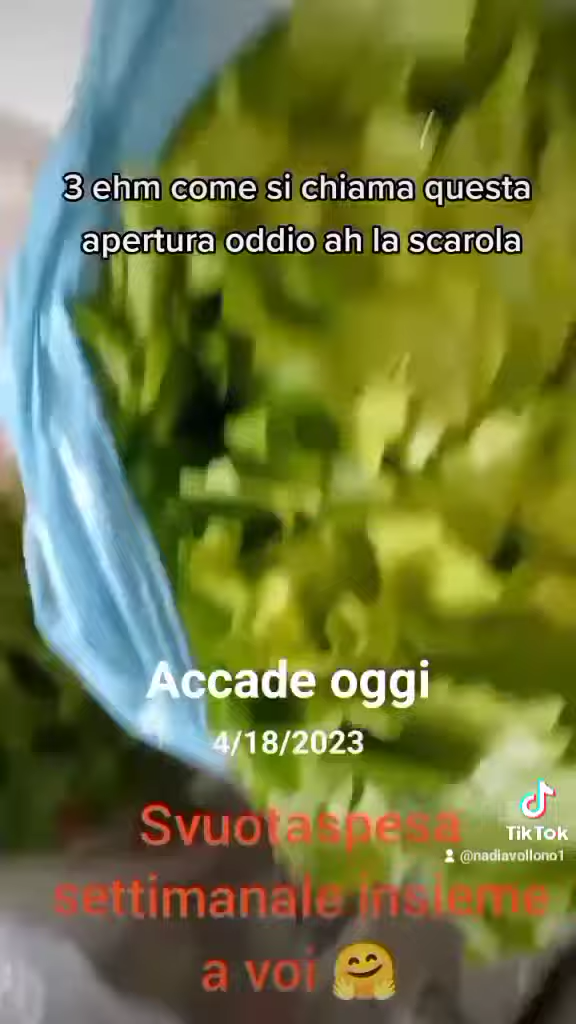 3 ehm come si chiama questa
apertura oddio ah la scarola
Accade oggi
4/18/2023
Svuotaspesa
TikTok
@nadiavollono1
settimanale insieme
a voi 🤗